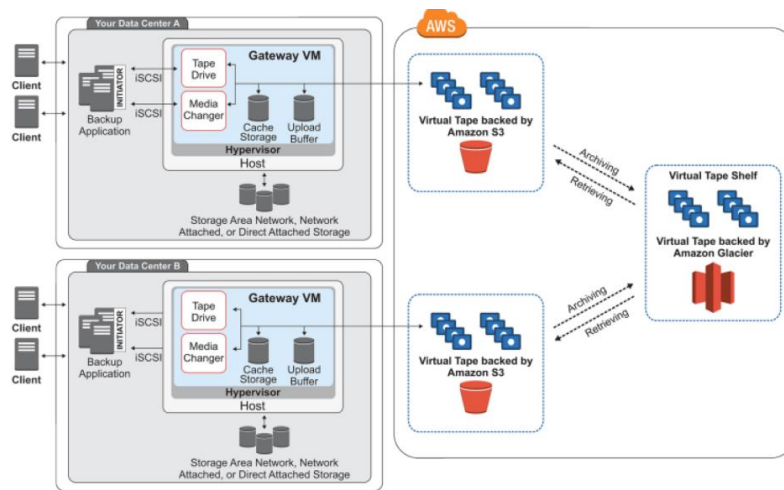 Your Data Center A
Client
Client
INITIATOR
Backup
Application
iSCSI
iSCSI
Gateway VM
Tape
Drive
Media
Changer
Cache
Storage
Upload
Buffer
Hypervisor
Host
Storage Area Network, Network
Attached, or Direct Attached Storage
Your Data Center B
Client
Client
INITIATOR
Backup
Application
iSCSI
iSCSI
Gateway VM
Tape
Drive
Media
Changer
Cache
Storage
Upload
Buffer
Hypervisor
Host
Storage Area Network, Network
Attached, or Direct Attached Storage
AWS
Virtual Tape backed by
Amazon S3
Archiving
Retrieving
Virtual Tape Shelf
Virtual Tape backed by
Amazon Glacier
Virtual Tape backed by
Amazon S3
Archiving
Retrieving